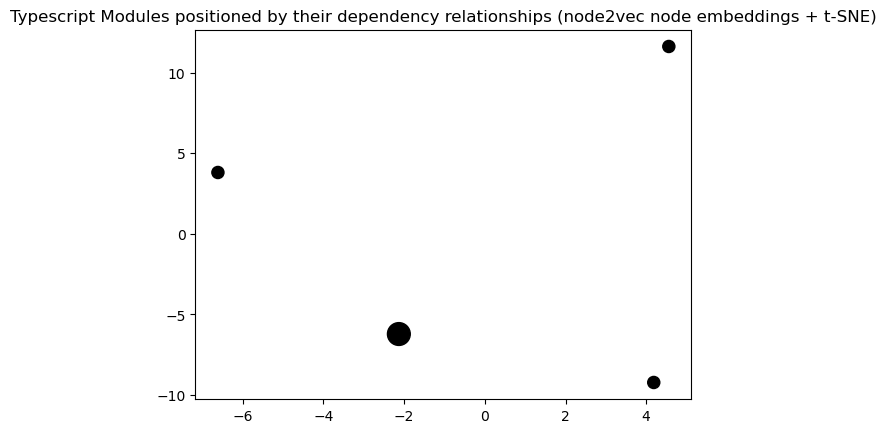 Typescript Modules positioned by their dependency relationships (node2vec node embeddings + t-SNE)
10
5
0
−5
−10
−6 −4 −2 0 2 4